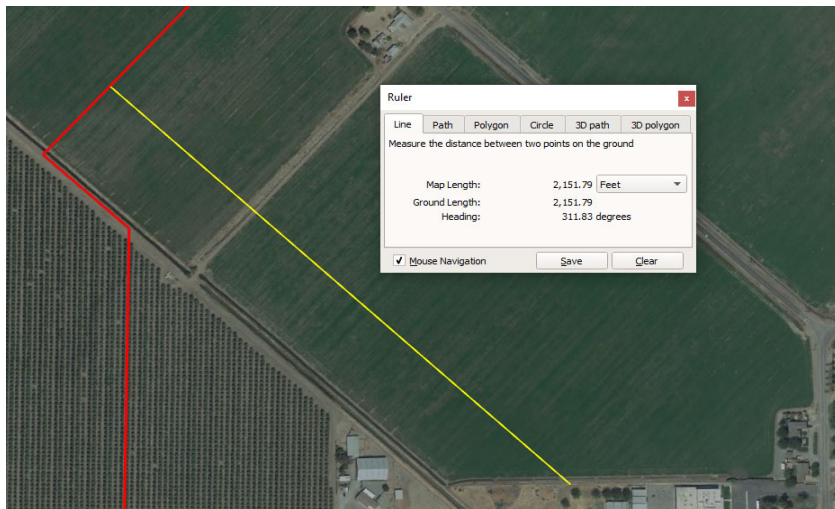 Ruler
x
Line Path Polygon Circle 3D path 3D polygon
Measure the distance between two points on the ground
Map Length: 2,151.79 Feet
Ground Length: 2,151.79
Heading: 311.83 degrees
Mouse Navigation Save Clear